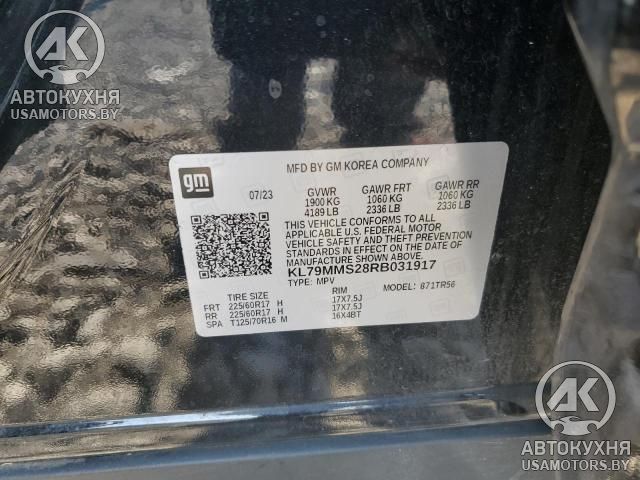 АК
АВТОКУХНЯ
USAMOTORS.BY
gm
MFD BY GM KOREA COMPANY
07/23 GVWR GAWR FRT GAWR RR
1900 KG 1060 KG 1060 KG
4189 LB 2336 LB 2336 LB
THIS VEHICLE CONFORMS TO ALL
APPLICABLE U.S. FEDERAL MOTOR
VEHICLE SAFETY AND THEFT PREVENTION
STANDARDS IN EFFECT ON THE DATE OF
MANUFACTURE SHOWN ABOVE.
KL79MMS28RB031917
TYPE: MPV MODEL: 871TR56
TIRE SIZE RIM
FRT 225/60R17 H 17X7.5J
RR 225/60R17 H 17X7.5J
SPA T125/70R16 M 16X4BT
АК
АВТОКУХНЯ
USAMOTORS.BY